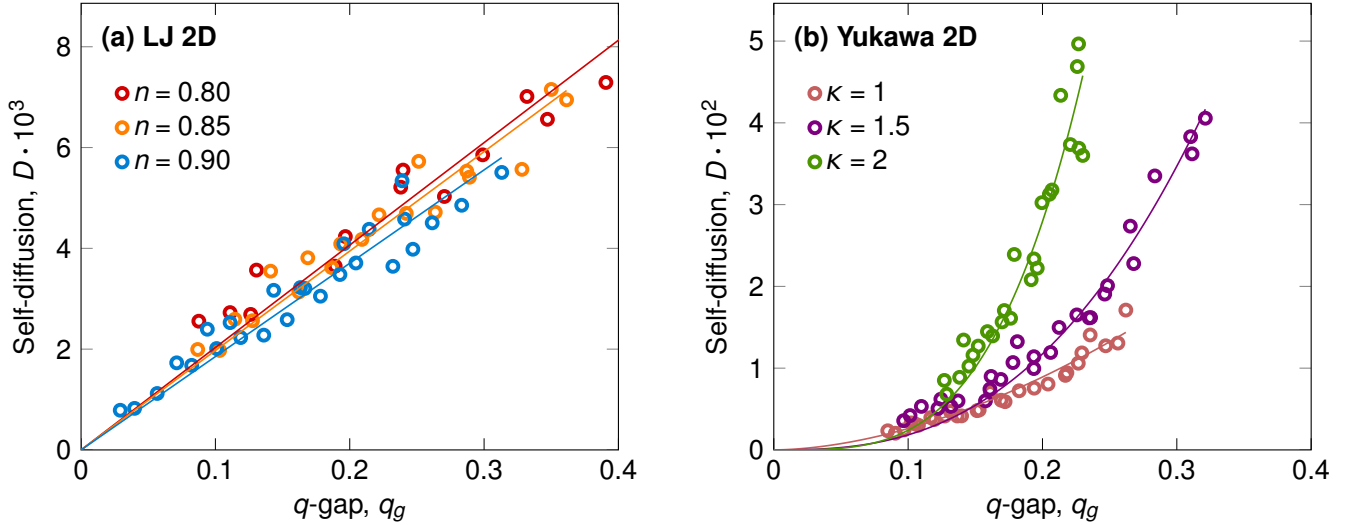 (a) LJ 2D
n = 0.80
n = 0.85
n = 0.90
Self-diffusion, D · 10³
8
6
4
2
0
0
0.1
0.2
0.3
0.4
q-gap, q_g
(b) Yukawa 2D
κ = 1
κ = 1.5
κ = 2
Self-diffusion, D · 10²
5
4
3
2
1
0
0
0.1
0.2
0.3
0.4
q-gap, q_g